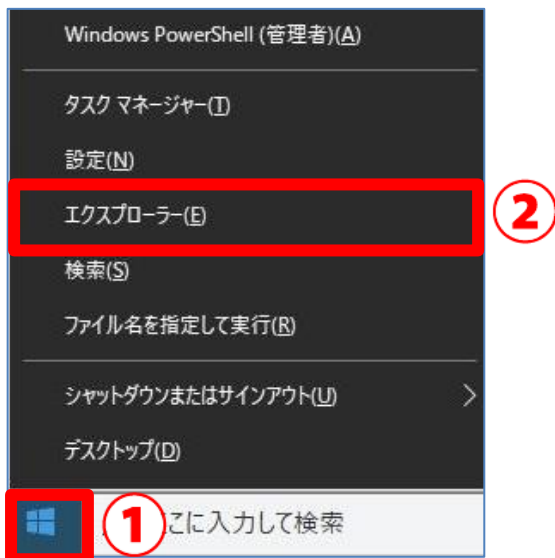 Windows PowerShell (管理者)(A)
タスク マネージャー(T)
設定(N)
エクスプローラー(E)
②
検索(S)
ファイル名を指定して実行(R)
シャットダウンまたはサインアウト(U)
デスクトップ(D)
① こに入力して検索